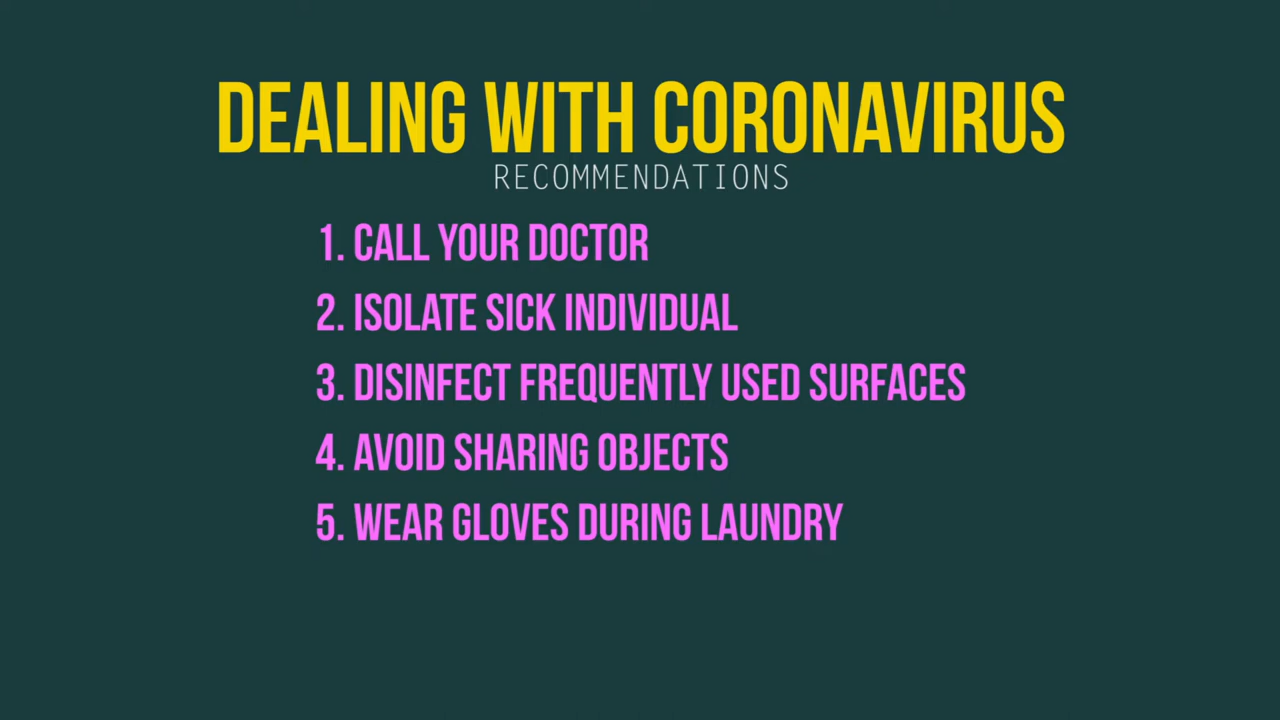 DEALING WITH CORONAVIRUS
RECOMMENDATIONS
1. CALL YOUR DOCTOR
2. ISOLATE SICK INDIVIDUAL
3. DISINFECT FREQUENTLY USED SURFACES
4. AVOID SHARING OBJECTS
5. WEAR GLOVES DURING LAUNDRY